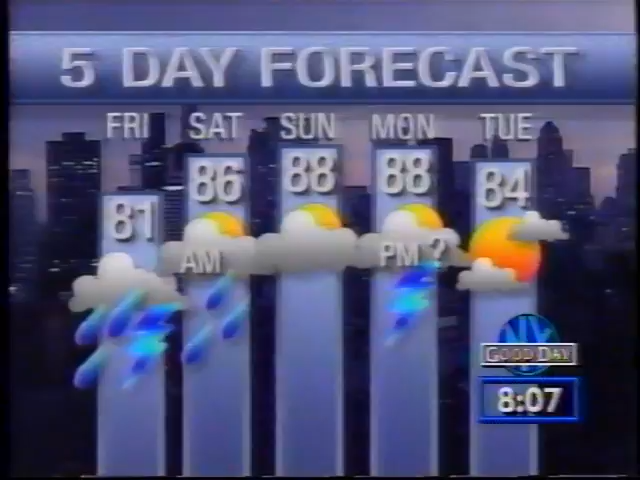 5 DAY FORECAST
FRI SAT SUN MON TUE
81 86 88 88 84
AM PM ?
NY
GOOD DAY
8:07